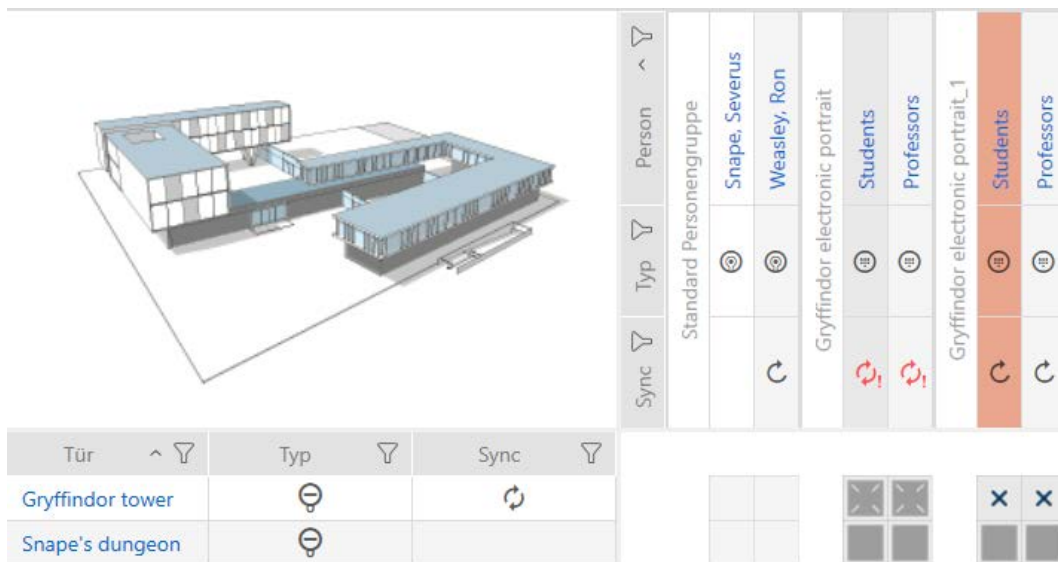 Person
Typ
Sync
Standard Personengruppe
Snape, Severus
Weasley, Ron
Gryffindor electronic portrait
Students
Professors
Gryffindor electronic portrait_1
Students
Professors
Tür Typ Sync
Gryffindor tower
Snape's dungeon